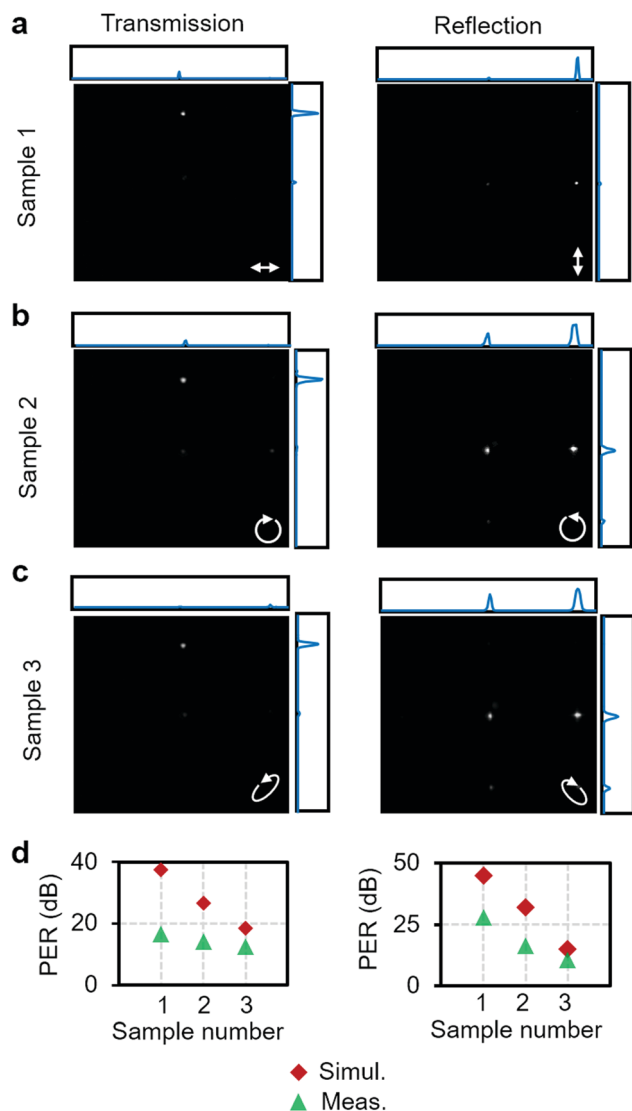 a
Transmission
Reflection
Sample 1
b
Sample 2
c
Sample 3
d
PER (dB)
40
20
0
1 2 3
Sample number
PER (dB)
50
25
0
1 2 3
Sample number
Simul.
Meas.